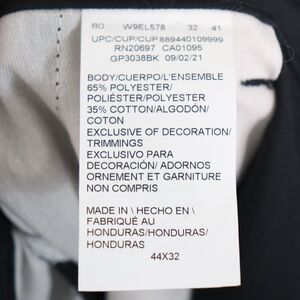 80 W9EL578 32 41
UPC/CUP/CUP889440109999
RN20697 CA01095
GP3038BK 09/02/21
BODY/CUERPO/L'ENSEMBLE
65% POLYESTER/
POLIÉSTER/POLYESTER
35% COTTON/ALGODÓN/
COTON
EXCLUSIVE OF DECORATION/
TRIMMINGS
EXCLUSIVO PARA
DECORACIÓN/ ADORNOS
ORNEMENT ET GARNITURE
NON COMPRIS
MADE IN \ HECHO EN \
FABRIQUÉ AU
HONDURAS/HONDURAS/
HONDURAS
44X32